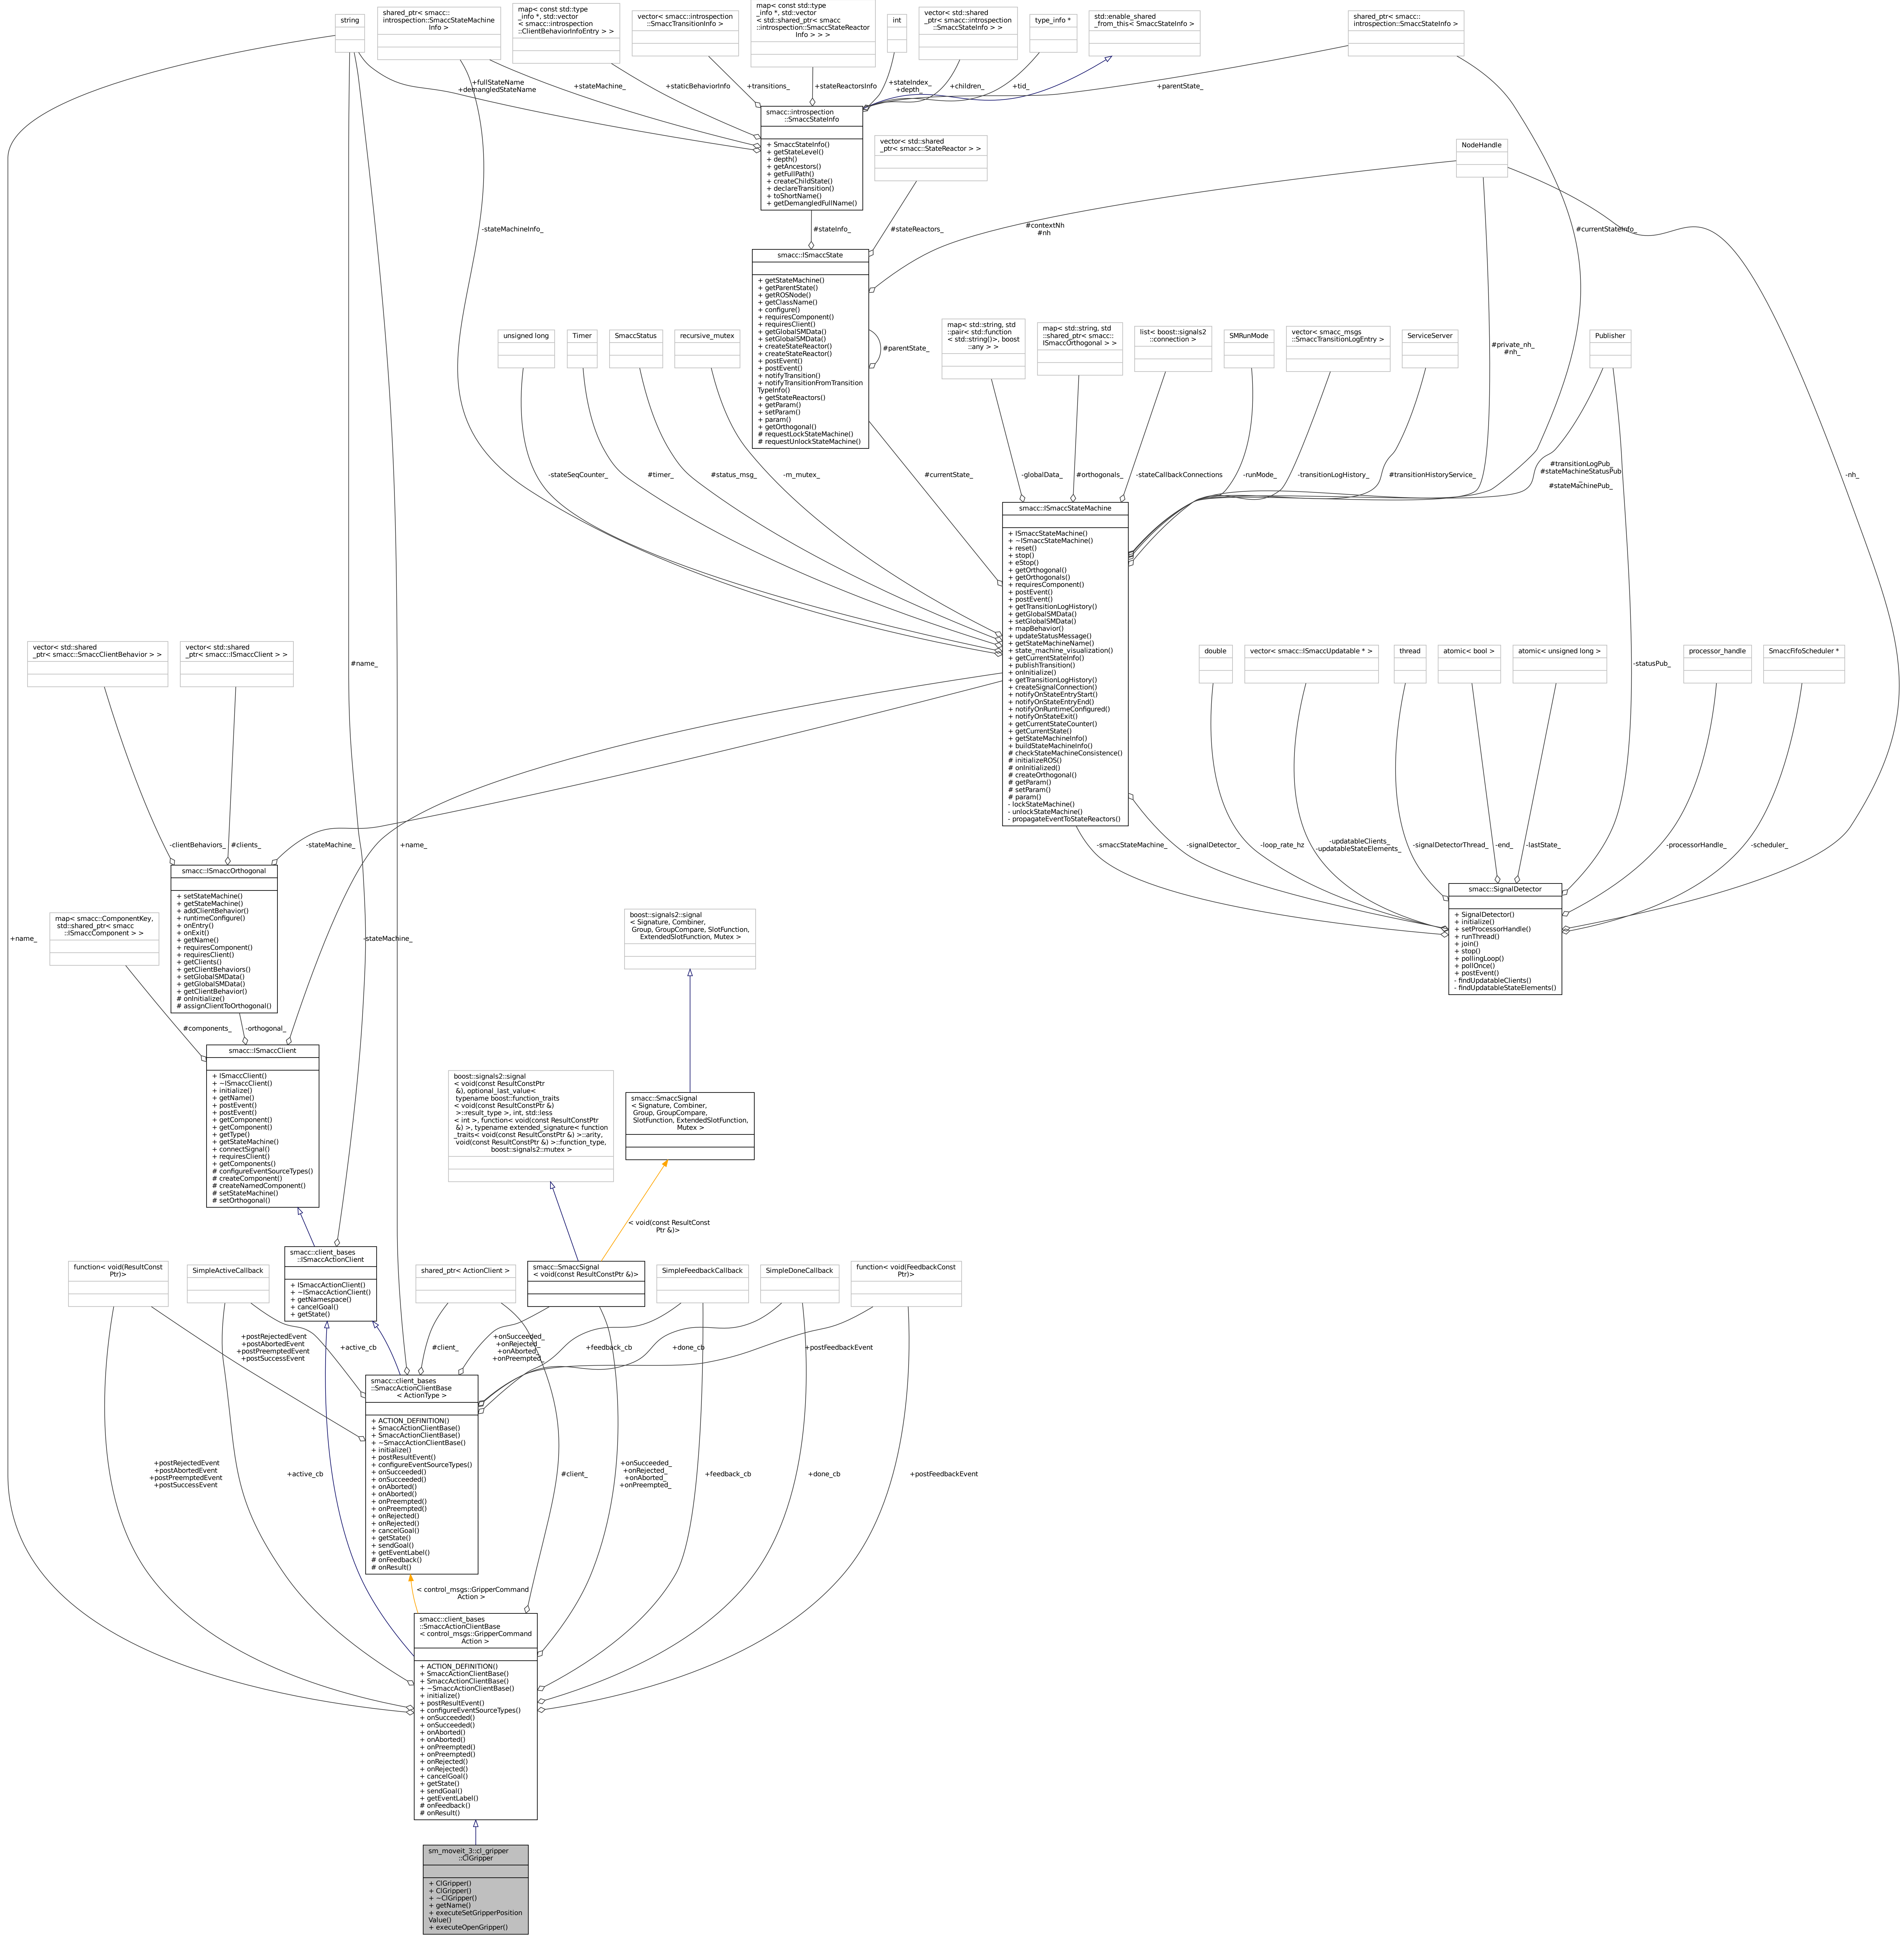 string
shared_ptr< smacc::
introspection::SmaccStateMachine
Info >
map< const std::type
_info *, std::vector
< smacc::introspection
::ClientBehaviorInfoEntry > >
vector< smacc::introspection
::SmaccTransitionInfo >
map< const std::type
_info *, std::vector
< std::shared_ptr< smacc
::introspection::SmaccStateReactor
Info > > >
int
vector< std::shared
_ptr< smacc::introspection
::SmaccStateInfo > >
type_info *
std::enable_shared
_from_this< SmaccStateInfo >
shared_ptr< smacc::
introspection::SmaccStateInfo >
+fullStateName
+demangledStateName
+stateMachine_
+staticBehaviorInfo
+transitions_
+stateReactorsInfo
+stateIndex_
+depth_
+children_
+tid_
+parentState_
smacc::introspection
::SmaccStateInfo
+ SmaccStateInfo()
+ getStateLevel()
+ depth()
+ getAncestors()
+ getFullPath()
+ createChildState()
+ declareTransition()
+ toShortName()
+ getDemangledFullName()
vector< std::shared
_ptr< smacc::StateReactor > >
NodeHandle
-stateMachineInfo_
#stateInfo_
#stateReactors_
#contextNh
#nh
#currentStateInfo_
smacc::ISmaccState
+ getStateMachine()
+ getParentState()
+ getROSNode()
+ getClassName()
+ configure()
+ requiresComponent()
+ requiresClient()
+ getGlobalSMData()
+ setGlobalSMData()
+ createStateReactor()
+ createStateReactor()
+ postEvent()
+ postEvent()
+ notifyTransition()
+ notifyTransitionFromTransition
TypeInfo()
+ getStateReactors()
+ getParam()
+ setParam()
+ param()
+ getOrthogonal()
# requestLockStateMachine()
# requestUnlockStateMachine()
#parentState_
unsigned long
Timer
SmaccStatus
recursive_mutex
map< std::string, std
::pair< std::function
< std::string()>, boost
::any > >
map< std::string, std
::shared_ptr< smacc::
ISmaccOrthogonal > >
list< boost::signals2
::connection >
SMRunMode
vector< smacc_msgs
::SmaccTransitionLogEntry >
ServiceServer
#private_nh_
#nh_
Publisher
-stateSeqCounter_
#timer_
#status_msg_
-m_mutex_
#currentState_
-globalData_
#orthogonals_
-stateCallbackConnections
-runMode_
-transitionLogHistory_
#transitionHistoryService_
#transitionLogPub_
#stateMachineStatusPub
_
#stateMachinePub_
-nh_
smacc::ISmaccStateMachine
+ ISmaccStateMachine()
+ ~ISmaccStateMachine()
+ reset()
+ stop()
+ eStop()
+ getOrthogonal()
+ getOrthogonals()
+ requiresComponent()
+ postEvent()
+ postEvent()
+ getTransitionLogHistory()
+ getGlobalSMData()
+ setGlobalSMData()
+ mapBehavior()
+ updateStatusMessage()
+ getStateMachineName()
+ state_machine_visualization()
+ getCurrentStateInfo()
+ publishTransition()
+ onInitialize()
+ getTransitionLogHistory()
+ createSignalConnection()
+ notifyOnStateEntryStart()
+ notifyOnStateEntryEnd()
+ notifyOnRuntimeConfigured()
+ notifyOnStateExit()
+ getCurrentStateCounter()
+ getCurrentState()
+ getStateMachineInfo()
+ buildStateMachineInfo()
# checkStateMachineConsistence()
# initializeROS()
# onInitialized()
# createOrthogonal()
# getParam()
# setParam()
# param()
- lockStateMachine()
- unlockStateMachine()
- propagateEventToStateReactors()
vector< std::shared
_ptr< smacc::SmaccClientBehavior > >
vector< std::shared
_ptr< smacc::ISmaccClient > >
#name_
double
vector< smacc::ISmaccUpdatable * >
thread
atomic< bool >
atomic< unsigned long >
-statusPub_
processor_handle
SmaccFifoScheduler *
-clientBehaviors_
#clients_
-stateMachine_
+name_
-smaccStateMachine_
-signalDetector_
-loop_rate_hz
-updatableClients_
-updatableStateElements_
-signalDetectorThread_
-end_
-lastState_
-processorHandle_
-scheduler_
smacc::ISmaccOrthogonal
+ setStateMachine()
+ getStateMachine()
+ addClientBehavior()
+ runtimeConfigure()
+ onEntry()
+ onExit()
+ getName()
+ requiresComponent()
+ requiresClient()
+ getClients()
+ getClientBehaviors()
+ setGlobalSMData()
+ getGlobalSMData()
+ getClientBehavior()
# onInitialize()
# assignClientToOrthogonal()
smacc::SignalDetector
+ SignalDetector()
+ initialize()
+ setProcessorHandle()
+ runThread()
+ join()
+ stop()
+ pollingLoop()
+ pollOnce()
+ postEvent()
- findUpdatableClients()
- findUpdatableStateElements()
map< smacc::ComponentKey,
std::shared_ptr< smacc
::ISmaccComponent > >
boost::signals2::signal
< Signature, Combiner,
Group, GroupCompare, SlotFunction,
ExtendedSlotFunction, Mutex >
+name_
-stateMachine_
#components_
-orthogonal_
smacc::ISmaccClient
+ ISmaccClient()
+ ~ISmaccClient()
+ initialize()
+ getName()
+ postEvent()
+ postEvent()
+ getComponent()
+ getComponent()
+ getType()
+ getStateMachine()
+ connectSignal()
+ requiresClient()
+ getComponents()
# configureEventSourceTypes()
# createComponent()
# createNamedComponent()
# setStateMachine()
# setOrthogonal()
boost::signals2::signal
< void(const ResultConstPtr
&), optional_last_value<
typename boost::function_traits
< void(const ResultConstPtr &)
>::result_type >, int, std::less
< int >, function< void(const ResultConstPtr
&) >, typename extended_signature< function
_traits< void(const ResultConstPtr &) >::arity,
void(const ResultConstPtr &) >::function_type,
boost::signals2::mutex >
smacc::SmaccSignal
< Signature, Combiner,
Group, GroupCompare,
SlotFunction, ExtendedSlotFunction,
Mutex >
< void(const ResultConst
Ptr &)>
function< void(ResultConst
Ptr)>
SimpleActiveCallback
smacc::client_bases
::ISmaccActionClient
+ ISmaccActionClient()
+ ~ISmaccActionClient()
+ getNamespace()
+ cancelGoal()
+ getState()
shared_ptr< ActionClient >
smacc::SmaccSignal
< void(const ResultConstPtr &)>
SimpleFeedbackCallback
SimpleDoneCallback
function< void(FeedbackConst
Ptr)>
+postRejectedEvent
+postAbortedEvent
+postPreemptedEvent
+postSuccessEvent
+active_cb
#client_
+onSucceeded_
+onRejected_
+onAborted_
+onPreempted_
+feedback_cb
+done_cb
+postFeedbackEvent
smacc::client_bases
::SmaccActionClientBase
< ActionType >
+ ACTION_DEFINITION()
+ SmaccActionClientBase()
+ SmaccActionClientBase()
+ ~SmaccActionClientBase()
+ initialize()
+ postResultEvent()
+ configureEventSourceTypes()
+ onSucceeded()
+ onSucceeded()
+ onAborted()
+ onAborted()
+ onPreempted()
+ onPreempted()
+ onRejected()
+ onRejected()
+ cancelGoal()
+ getState()
+ sendGoal()
+ getEventLabel()
# onFeedback()
# onResult()
+postRejectedEvent
+postAbortedEvent
+postPreemptedEvent
+postSuccessEvent
+active_cb
#client_
+onSucceeded_
+onRejected_
+onAborted_
+onPreempted_
+feedback_cb
+done_cb
+postFeedbackEvent
< control_msgs::GripperCommand
Action >
smacc::client_bases
::SmaccActionClientBase
< control_msgs::GripperCommand
Action >
+ ACTION_DEFINITION()
+ SmaccActionClientBase()
+ SmaccActionClientBase()
+ ~SmaccActionClientBase()
+ initialize()
+ postResultEvent()
+ configureEventSourceTypes()
+ onSucceeded()
+ onSucceeded()
+ onAborted()
+ onAborted()
+ onPreempted()
+ onPreempted()
+ onRejected()
+ onRejected()
+ cancelGoal()
+ getState()
+ sendGoal()
+ getEventLabel()
# onFeedback()
# onResult()
sm_moveit_3::cl_gripper
::ClGripper
+ ClGripper()
+ ClGripper()
+ ~ClGripper()
+ getName()
+ executeSetGripperPosition
Value()
+ executeOpenGripper()